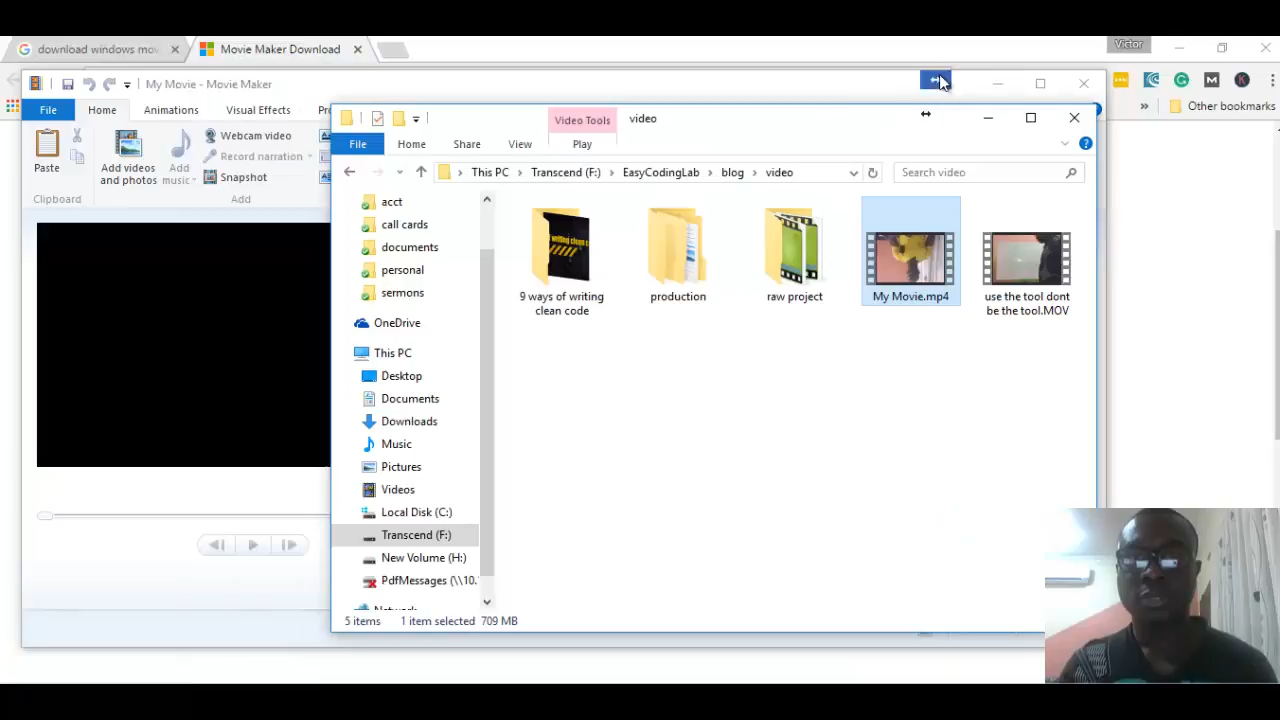 download windows mov
Movie Maker Download
Victor
My Movie - Movie Maker
Other bookmarks
File
Home
Animations
Visual Effects
Paste
Clipboard
Add videos
and photos
Add
music
Webcam video
Record narration
Snapshot
Add
Video Tools
video
File
Home
Share
View
Play
This PC
Transcend (F:)
EasyCodingLab
blog
video
Search video
acct
call cards
documents
personal
sermons
OneDrive
This PC
Desktop
Documents
Downloads
Music
Pictures
Videos
Local Disk (C:)
Transcend (F:)
New Volume (H:)
PdfMessages (\\10.
9 ways of writing
clean code
production
raw project
My Movie.mp4
use the tool dont
be the tool.MOV
5 items
1 item selected
709 MB